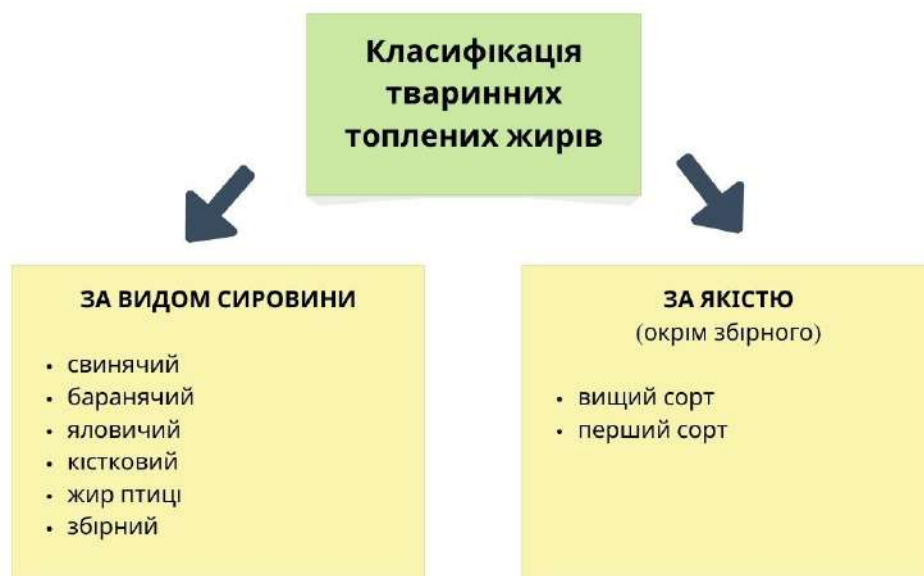 Класифікація
тваринних
топлених жирів
ЗА ВИДОМ СИРОВИНИ
• свинячий
• баранячий
• яловичий
• кістковий
• жир птиці
• збірний
ЗА ЯКІСТЮ
(окрім збірного)
• вищий сорт
• перший сорт